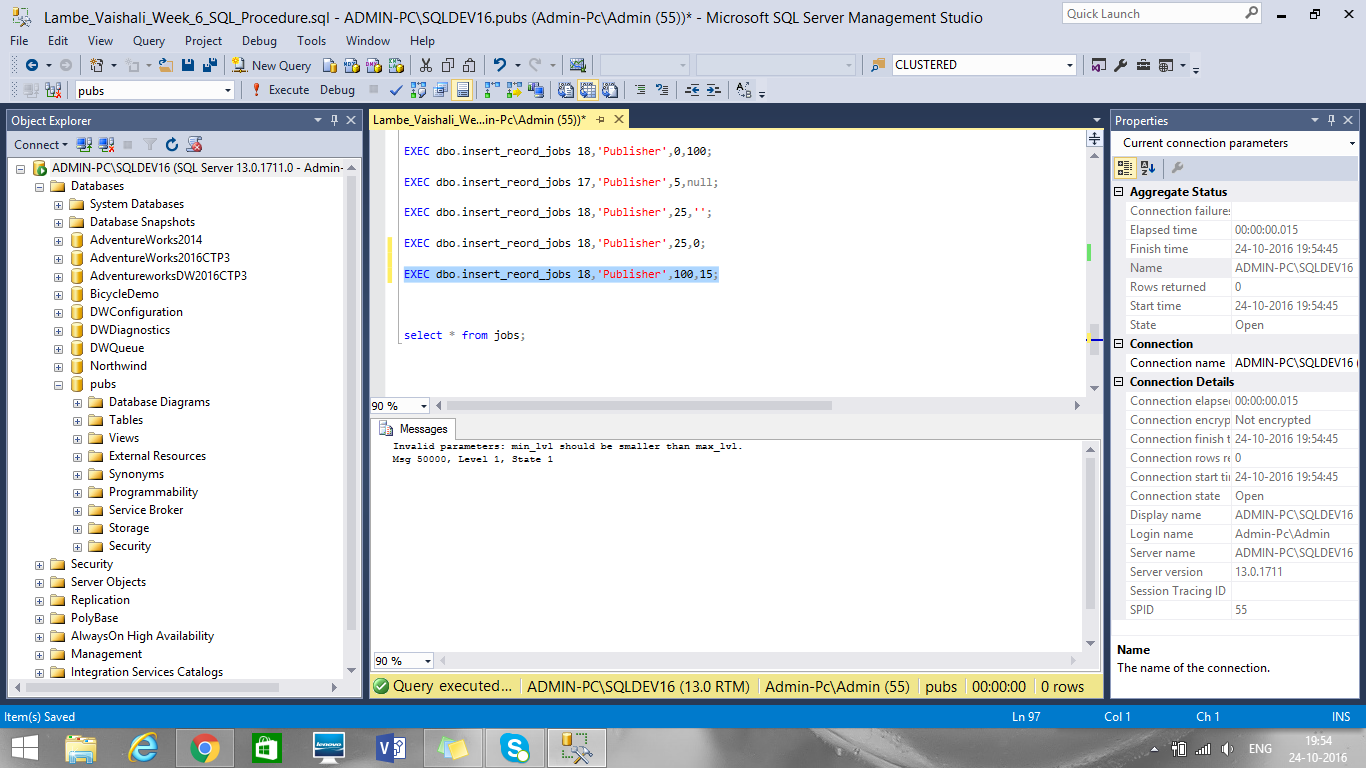 Lambe_Vaishali_Week_6_SQL_Procedure.sql - ADMIN-PC\SQLDEV16.pubs (Admin-Pc\Admin (55))* - Microsoft SQL Server Management Studio
Quick Launch
File Edit View Query Project Debug Tools Window Help
New Query
CLUSTERED
pubs
Execute Debug
Object Explorer
Connect
ADMIN-PC\SQLDEV16 (SQL Server 13.0.1711.0 - Admin-
Databases
System Databases
Database Snapshots
AdventureWorks2014
AdventureWorks2016CTP3
AdventureworksDW2016CTP3
BicycleDemo
DWConfiguration
DWDiagnostics
DWQueue
Northwind
pubs
Database Diagrams
Tables
Views
External Resources
Synonyms
Programmability
Service Broker
Storage
Security
Security
Server Objects
Replication
PolyBase
AlwaysOn High Availability
Management
Integration Services Catalogs
Lambe_Vaishali_We...in-Pc\Admin (55))*
EXEC dbo.insert_reord_jobs 18,'Publisher',0,100;
EXEC dbo.insert_reord_jobs 17,'Publisher',5,null;
EXEC dbo.insert_reord_jobs 18,'Publisher',25,'';
EXEC dbo.insert_reord_jobs 18,'Publisher',25,0;
EXEC dbo.insert_reord_jobs 18,'Publisher',100,15;
select * from jobs;
90 %
Messages
Invalid parameters: min_lvl should be smaller than max_lvl.
Msg 50000, Level 1, State 1
90 %
Query executed... ADMIN-PC\SQLDEV16 (13.0 RTM) Admin-Pc\Admin (55) pubs 00:00:00 0 rows
Properties
Current connection parameters
Aggregate Status
Connection failures
Elapsed time 00:00:00.015
Finish time 24-10-2016 19:54:45
Name ADMIN-PC\SQLDEV16
Rows returned 0
Start time 24-10-2016 19:54:45
State Open
Connection
Connection name ADMIN-PC\SQLDEV16 (
Connection Details
Connection elapse 00:00:00.015
Connection encryp Not encrypted
Connection finish t 24-10-2016 19:54:45
Connection rows re 0
Connection start ti 24-10-2016 19:54:45
Connection state Open
Display name ADMIN-PC\SQLDEV16
Login name Admin-Pc\Admin
Server name ADMIN-PC\SQLDEV16
Server version 13.0.1711
Session Tracing ID
SPID 55
Name
The name of the connection.
Item(s) Saved Ln 97 Col 1 Ch 1 INS
lenovo
ENG
19:54
24-10-2016